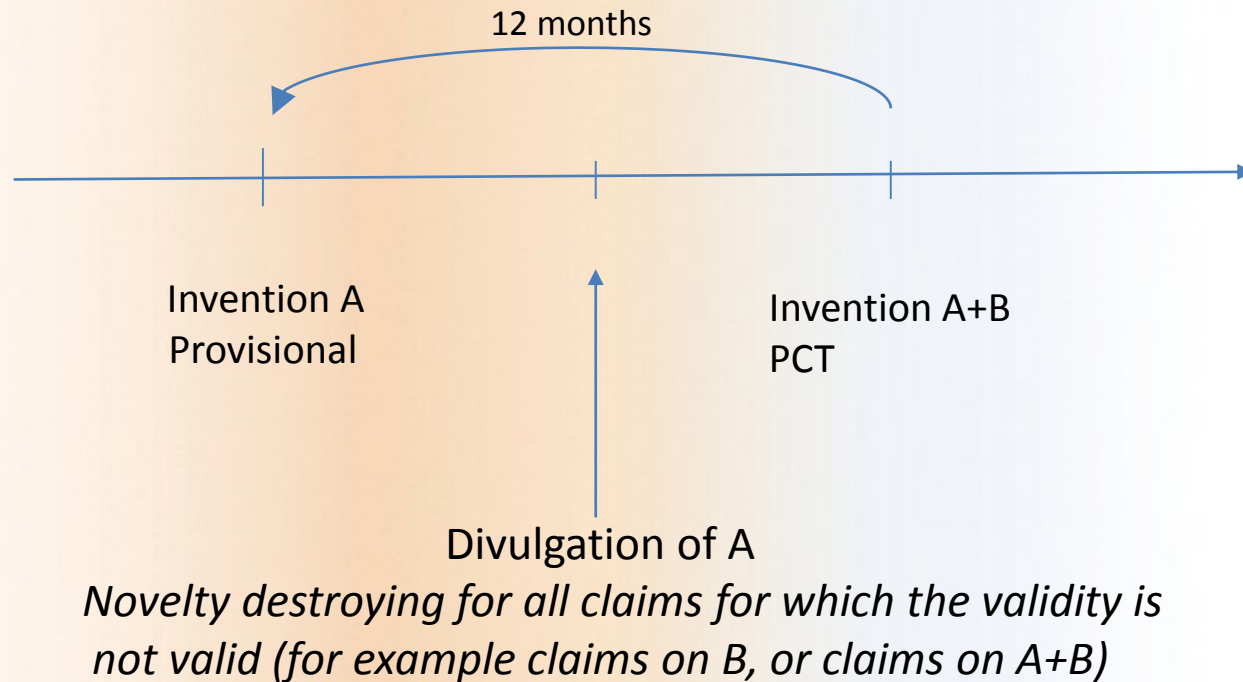 12 months
Invention A
Provisional
Invention A+B
PCT
Divulgation of A
Novelty destroying for all claims for which the validity is
not valid (for example claims on B, or claims on A+B)